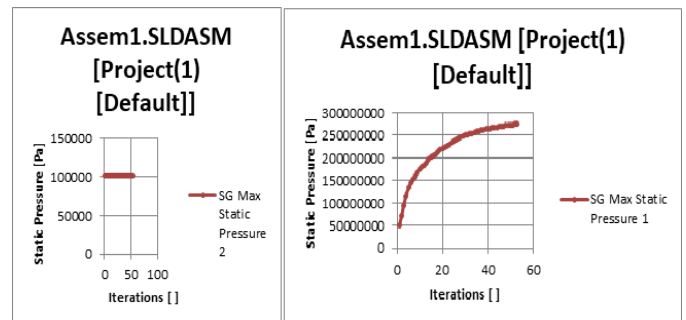 Assem1.SLDASM
[Project(1)
[Default]]
Static Pressure [Pa]
150000
100000
50000
0
0 50 100
Iterations [ ]
SG Max
Static
Pressure
2
Assem1.SLDASM [Project(1)
[Default]]
Static Pressure [Pa]
300000000
250000000
200000000
150000000
100000000
50000000
0
0 20 40 60
Iterations [ ]
SG Max Static
Pressure 1